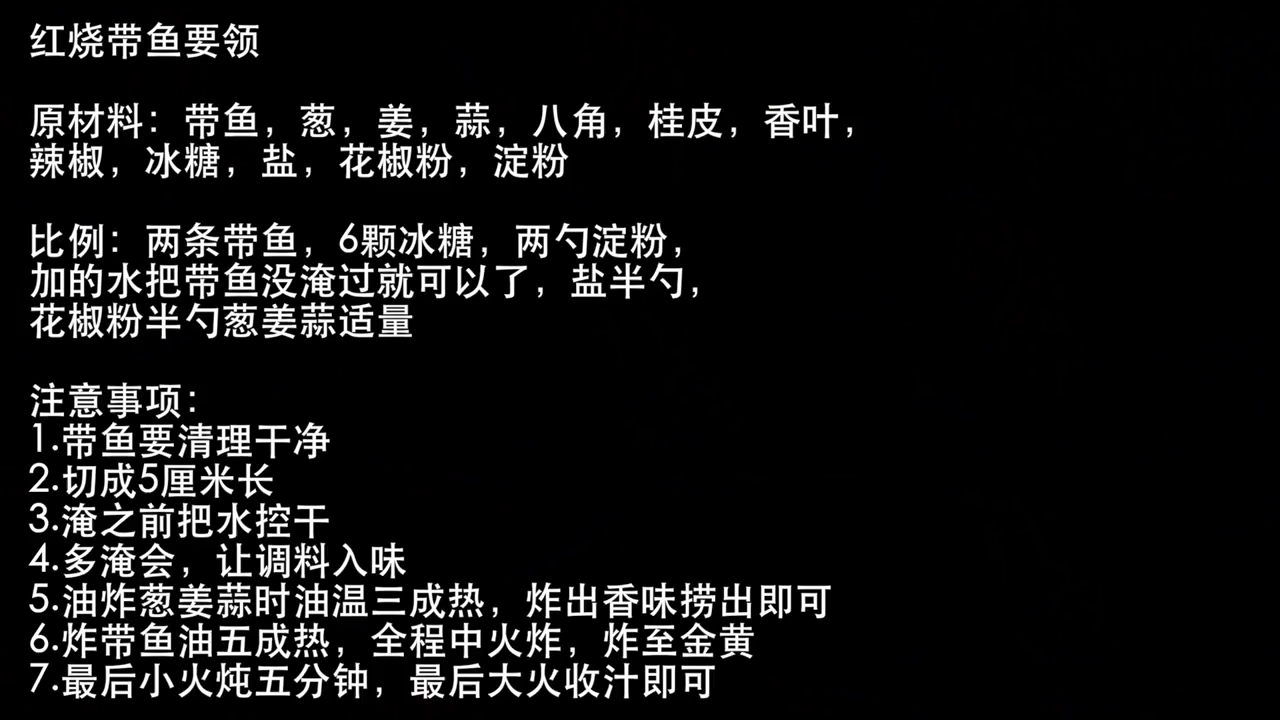 红烧带鱼要领
原材料：带鱼，葱，姜，蒜，八角，桂皮，香叶，
辣椒，冰糖，盐，花椒粉，淀粉
比例：两条带鱼，6颗冰糖，两勺淀粉，
加的水把带鱼没淹过就可以了，盐半勺，
花椒粉半勺葱姜蒜适量
注意事项：
1.带鱼要清理干净
2.切成5厘米长
3.淹之前把水控干
4.多淹会，让调料入味
5.油炸葱姜蒜时油温三成热，炸出香味捞出即可
6.炸带鱼油五成热，全程中火炸，炸至金黄
7.最后小火炖五分钟，最后大火收汁即可